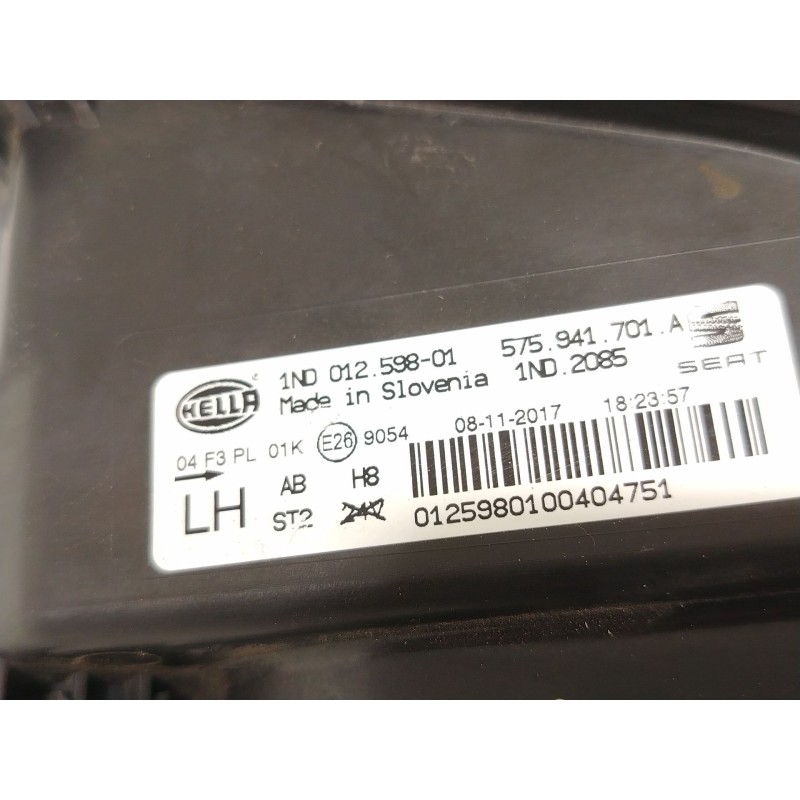 HELLA
1ND 012.598-01 575.941.701.A
Made in Slovenia 1ND.2085
SEAT
04 F3 PL 01K E26 9054 08-11-2017 18:23:57
LH AB H8
ST2 0125980100404751